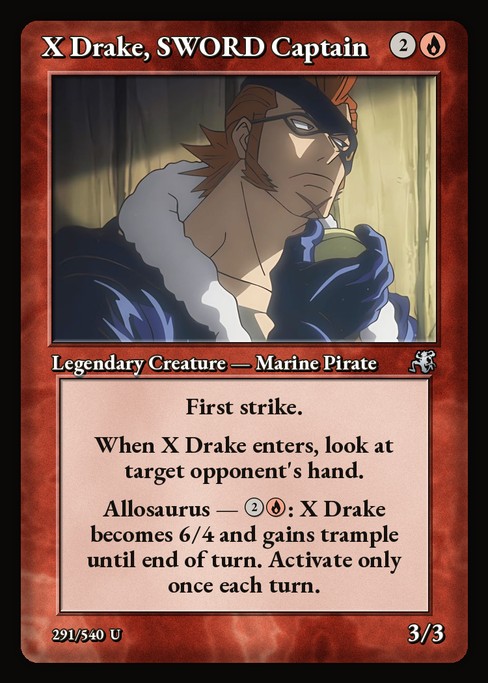 X Drake, SWORD Captain 2
Legendary Creature — Marine Pirate
First strike.
When X Drake enters, look at
target opponent's hand.
Allosaurus — 2: X Drake
becomes 6/4 and gains trample
until end of turn. Activate only
once each turn.
291/540 U
3/3